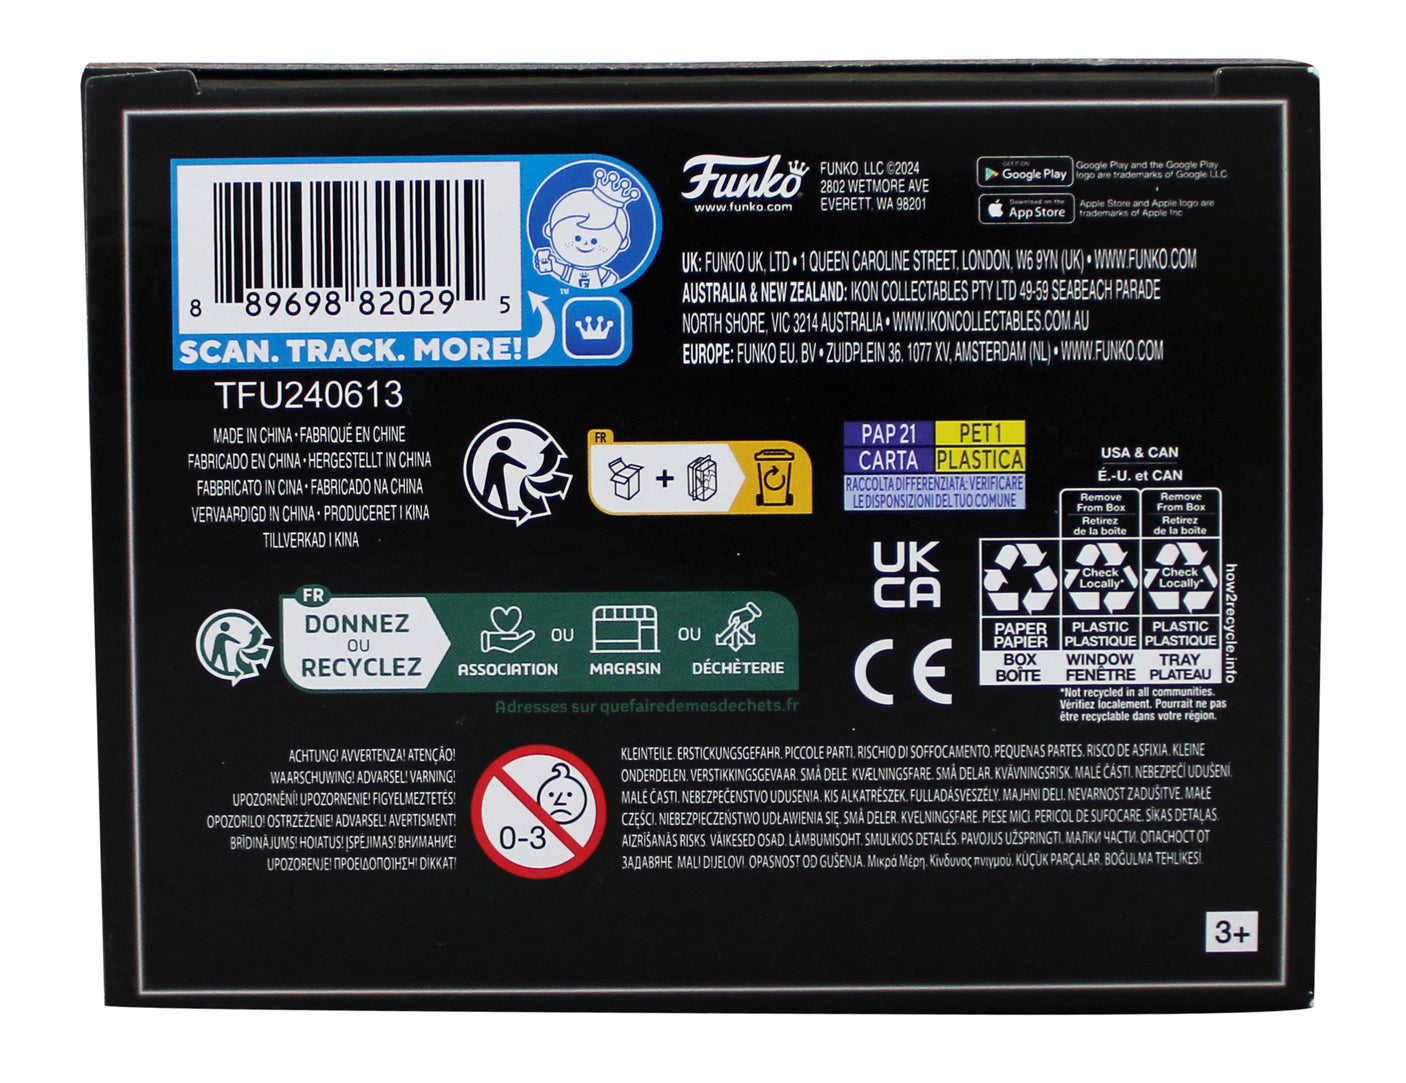 8 89698 82029 5
SCAN. TRACK. MORE!
TM
TFU240613
MADE IN CHINA • FABRIQUÉ EN CHINE
FABRICADO EN CHINA • HERGESTELLT IN CHINA
FABBRICATO IN CINA • FABRICADO NA CHINA
VERVAARDIGD IN CHINA • PRODUCERET I KINA
TILLVERKAD I KINA
Funko
www.funko.com
FUNKO, LLC ©2024
2802 WETMORE AVE
EVERETT, WA 98201
GET IT ON
Google Play
Google Play and the Google Play
logo are trademarks of Google LLC
Download on the
App Store
Apple Store and Apple logo are
trademarks of Apple Inc
UK: FUNKO UK, LTD • 1 QUEEN CAROLINE STREET, LONDON, W6 9YN (UK) • WWW.FUNKO.COM
AUSTRALIA & NEW ZEALAND: IKON COLLECTABLES PTY LTD 49-59 SEABEACH PARADE
NORTH SHORE, VIC 3214 AUSTRALIA • WWW.IKONCOLLECTABLES.COM.AU
EUROPE: FUNKO EU. BV • ZUIDPLEIN 36, 1077 XV, AMSTERDAM (NL) • WWW.FUNKO.COM
FR
+
PAP 21 PET 1
CARTA PLASTICA
RACCOLTA DIFFERENZIATA: VERIFICARE
LE DISPOSIZIONI DEL TUO COMUNE
USA & CAN
É.-U. et CAN
Remove
From Box
Retirez
de la boîte
Remove
From Box
Retirez
de la boîte
Check
Locally*
Check
Locally*
PAPER
PAPIER
PLASTIC
PLASTIQUE
PLASTIC
PLASTIQUE
BOX
BOÎTE
WINDOW
FENÊTRE
TRAY
PLATEAU
how2recycle.info
*Not recycled in all communities.
Vérifiez localement. Pourrait ne pas
être recyclable dans votre région.
UK
CA
CE
FR
DONNEZ
OU
RECYCLEZ
ASSOCIATION
OU
MAGASIN
OU
DÉCHÈTERIE
Adresses sur quefairedemesdechets.fr
ACHTUNG! AVVERTENZA! ATENÇÃO!
WAARSCHUWING! ADVARSEL! VARNING!
UPOZORNĚNÍ! UPOZORNENIE! FIGYELMEZTETÉS!
OPOZORILO! OSTRZEŻENIE! ADVARSEL! AVERTISMENT!
BRĪDINĀJUMS! HOIATUS! ĮSPĖJIMAS! ВНИМАНИЕ!
UPOZORENJE! ΠΡΟΕΙΔΟΠΟΙΗΣΗ! DIKKAT!
0-3
KLEINTEILE. ERSTICKUNGSGEFAHR. PICCOLE PARTI. RISCHIO DI SOFFOCAMENTO. PEQUENAS PARTES. RISCO DE ASFIXIA. KLEINE
ONDERDELEN. VERSTIKKINGSGEVAAR. SMÅ DELE. KVÆLNINGSFARE. SMÅ DELAR. KVÄVNINGSRISK. MALÉ ČÁSTI. NEBEZPEČÍ UDUŠENÍ.
MALÉ ČASTI. NEBEZPEČENSTVO UDUSENIA. KIS ALKATRÉSZEK. FULLADÁSVESZÉLY. MAJHNI DELI. NEVARNOST ZADUŠITVE. MAŁE
CZĘŚCI. NIEBEZPIECZEŃSTWO UDŁAWIENIA SIĘ. SMÅ DELER. KVELNINGSFARE. PIESE MICI. PERICOL DE SUFOCARE. SĪKAS DETAĻAS.
AIZRĪŠANĀS RISKS. VÄIKESED OSAD. LÄMBUMISOHT. SMULKIOS DETALĖS. PAVOJUS UŽSPRINGTI. МАЛКИ ЧАСТИ. ОПАСНОСТ ОТ
ЗАДАВЯНЕ. MALI DIJELOVI. OPASNOST OD GUŠENJA. Μικρά Μέρη. Κίνδυνος πνιγμού. KÜÇÜK PARÇALAR. BOĞULMA TEHLİKESİ.
3+